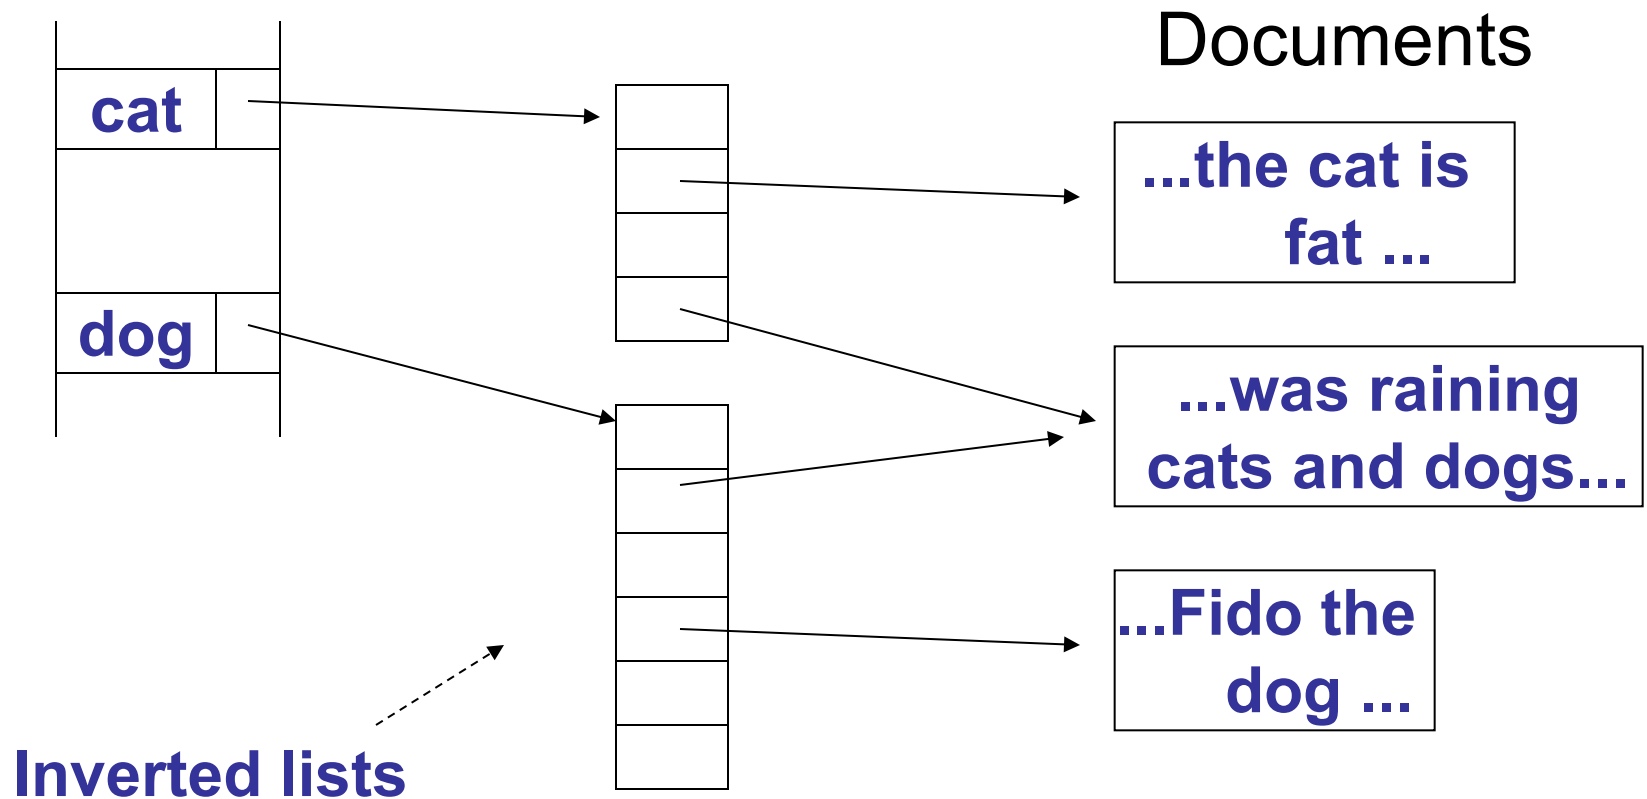 Documents
cat
...the cat is
fat ...
dog
...was raining
cats and dogs...
...Fido the
dog ...
Inverted lists